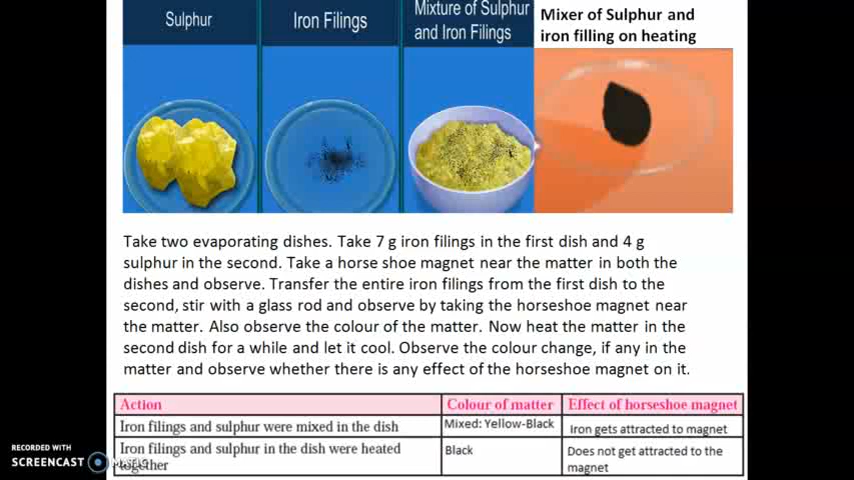 Sulphur
Iron Filings
Mixture of Sulphur
and Iron Filings
Mixer of Sulphur and
iron filling on heating
Take two evaporating dishes. Take 7 g iron filings in the first dish and 4 g
sulphur in the second. Take a horse shoe magnet near the matter in both the
dishes and observe. Transfer the entire iron filings from the first dish to the
second, stir with a glass rod and observe by taking the horseshoe magnet near
the matter. Also observe the colour of the matter. Now heat the matter in the
second dish for a while and let it cool. Observe the colour change, if any in the
matter and observe whether there is any effect of the horseshoe magnet on it.
Action Colour of matter Effect of horseshoe magnet
Iron filings and sulphur were mixed in the dish Mixed: Yellow-Black Iron gets attracted to magnet
Iron filings and sulphur in the dish were heated
together
Black
Does not get attracted to the
magnet
RECORDED WITH
SCREENCAST MATIC